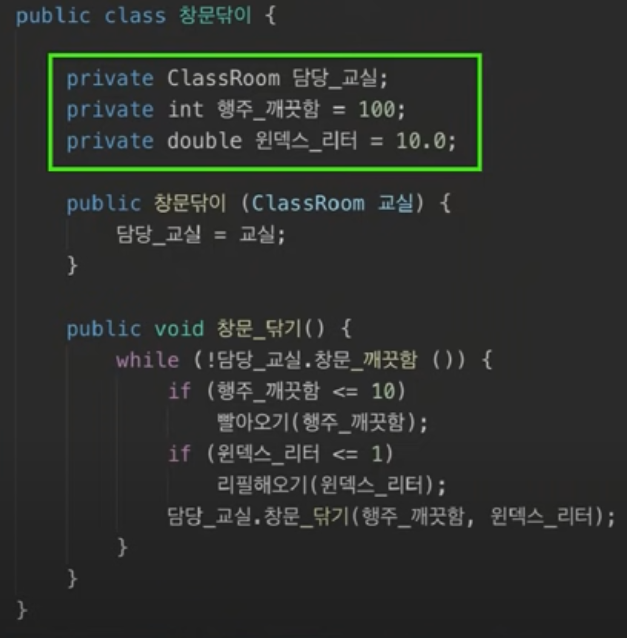 public class 창문닦이 {
private ClassRoom 담당_교실;
private int 행주_깨끗함 = 100;
private double 윈덱스_리터 = 10.0;
public 창문닦이 (ClassRoom 교실) {
담당_교실 = 교실;
}
public void 창문_닦기() {
while (!담당_교실.창문_깨끗함 ()) {
if (행주_깨끗함 <= 10)
빨아오기(행주_깨끗함);
if (윈덱스_리터 <= 1)
리필해오기(윈덱스_리터);
담당_교실.창문_닦기(행주_깨끗함, 윈덱스_리터);
}
}
}